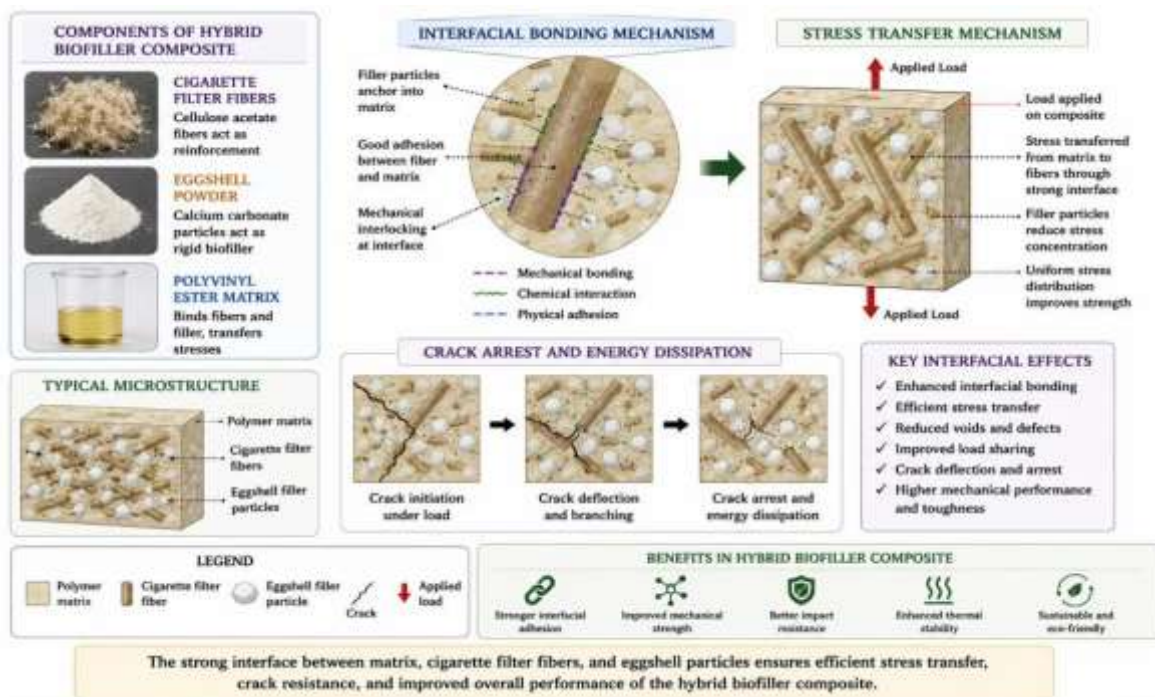 COMPONENTS OF HYBRID
BIOFILLER COMPOSITE
CIGARETTE
FILTER FIBERS
Cellulose acetate
fibers act as
reinforcement
EGGSHELL
POWDER
Calcium carbonate
particles act as
rigid biofiller
POLYVINYL
ESTER MATRIX
Binds fibers and
filler, transfers
stresses
INTERFACIAL BONDING MECHANISM
Filler particles
anchor into
matrix
Good adhesion
between fiber
and matrix
Mechanical
interlocking
at interface
Mechanical bonding
Chemical interaction
Physical adhesion
STRESS TRANSFER MECHANISM
Applied Load
Load applied
on composite
Stress transferred
from matrix to
fibers through
strong interface
Filler particles
reduce stress
concentration
Uniform stress
distribution
improves strength
Applied Load
TYPICAL MICROSTRUCTURE
Polymer matrix
Cigarette filter
fibers
Eggshell filler
particles
CRACK ARREST AND ENERGY DISSIPATION
Crack initiation
under load
Crack deflection
and branching
Crack arrest and
energy dissipation
KEY INTERFACIAL EFFECTS
✓ Enhanced interfacial bonding
✓ Efficient stress transfer
✓ Reduced voids and defects
✓ Improved load sharing
✓ Crack deflection and arrest
✓ Higher mechanical performance
and toughness
LEGEND
Polymer
matrix
Cigarette filter
fiber
Eggshell filler
particle
Crack
Applied
load
BENEFITS IN HYBRID BIOFILLER COMPOSITE
Stronger interfacial
adhesion
Improved mechanical
strength
Better impact
resistance
Enhanced thermal
stability
Sustainable and
eco-friendly
The strong interface between matrix, cigarette filter fibers, and eggshell particles ensures efficient stress transfer,
crack resistance, and improved overall performance of the hybrid biofiller composite.